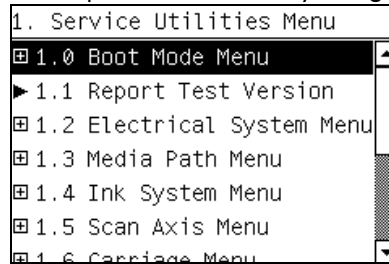 1. Service Utilities Menu
1.0 Boot Mode Menu
1.1 Report Test Version
1.2 Electrical System Menu
1.3 Media Path Menu
1.4 Ink System Menu
1.5 Scan Axis Menu
1.6 Carriage Menu